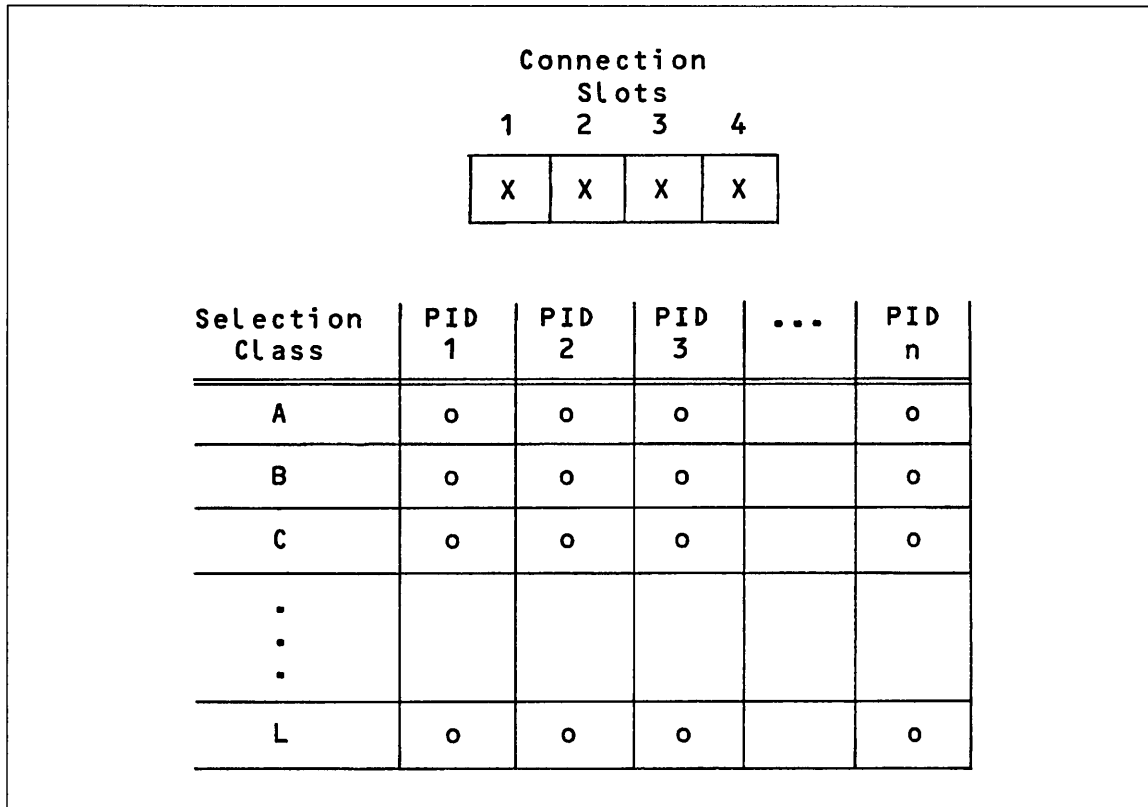 Connection
Slots
1 2 3 4
X X X X
Selection Class PID 1 PID 2 PID 3 ... PID n
A o o o o
B o o o o
C o o o o
.
.
.
L o o o o